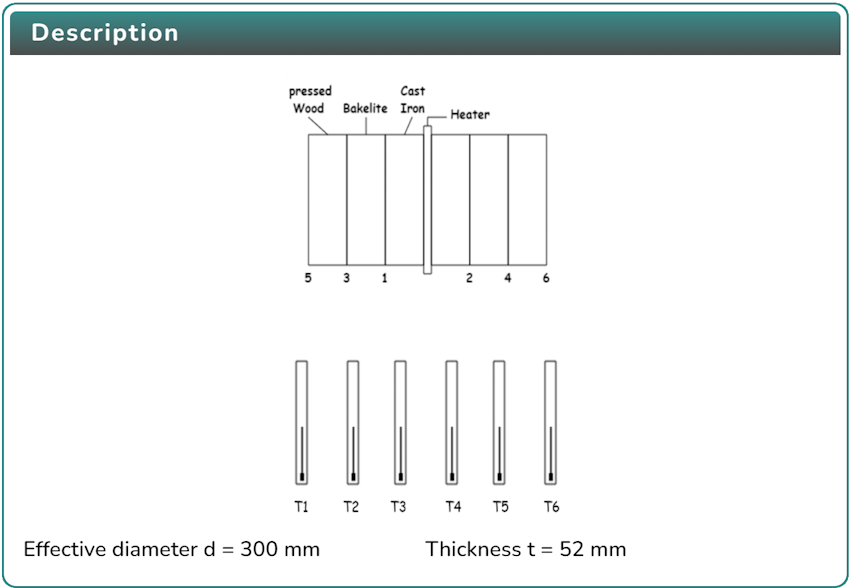 Description
pressed
Wood
Bakelite
Cast
Iron
Heater
5 3 1 2 4 6
T1 T2 T3 T4 T5 T6
Effective diameter d = 300 mm
Thickness t = 52 mm